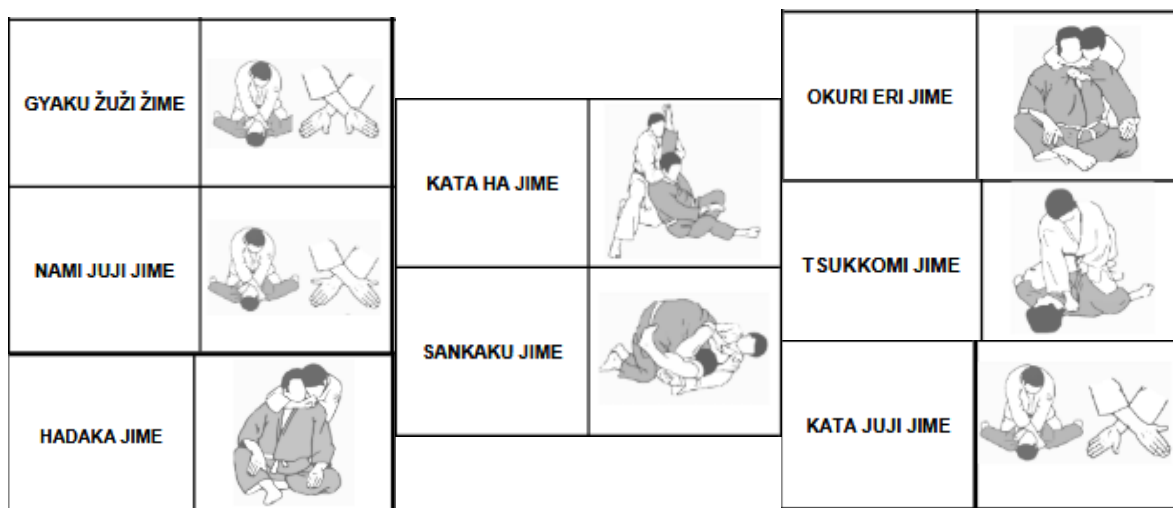 GYAKU ŽUŽI ŽIME
NAMI JUJI JIME
HADAKA JIME
KATA HA JIME
SANKAKU JIME
OKURI ERI JIME
TSUKKOMI JIME
KATA JUJI JIME